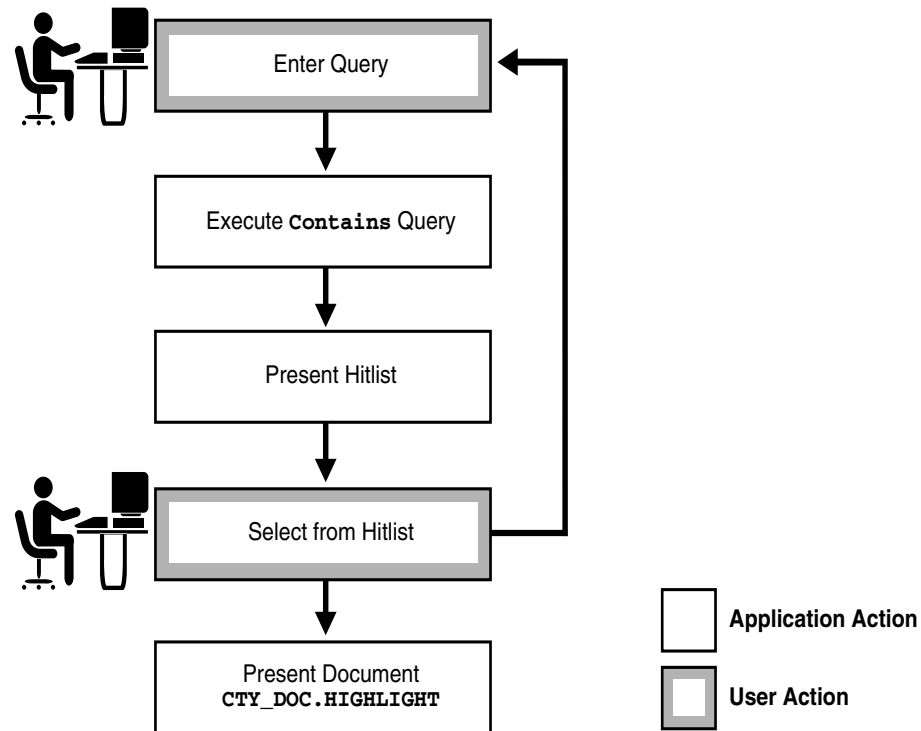 Enter Query
Execute Contains Query
Present Hitlist
Select from Hitlist
Present Document
CTY_DOC.HIGHLIGHT
Application Action
User Action